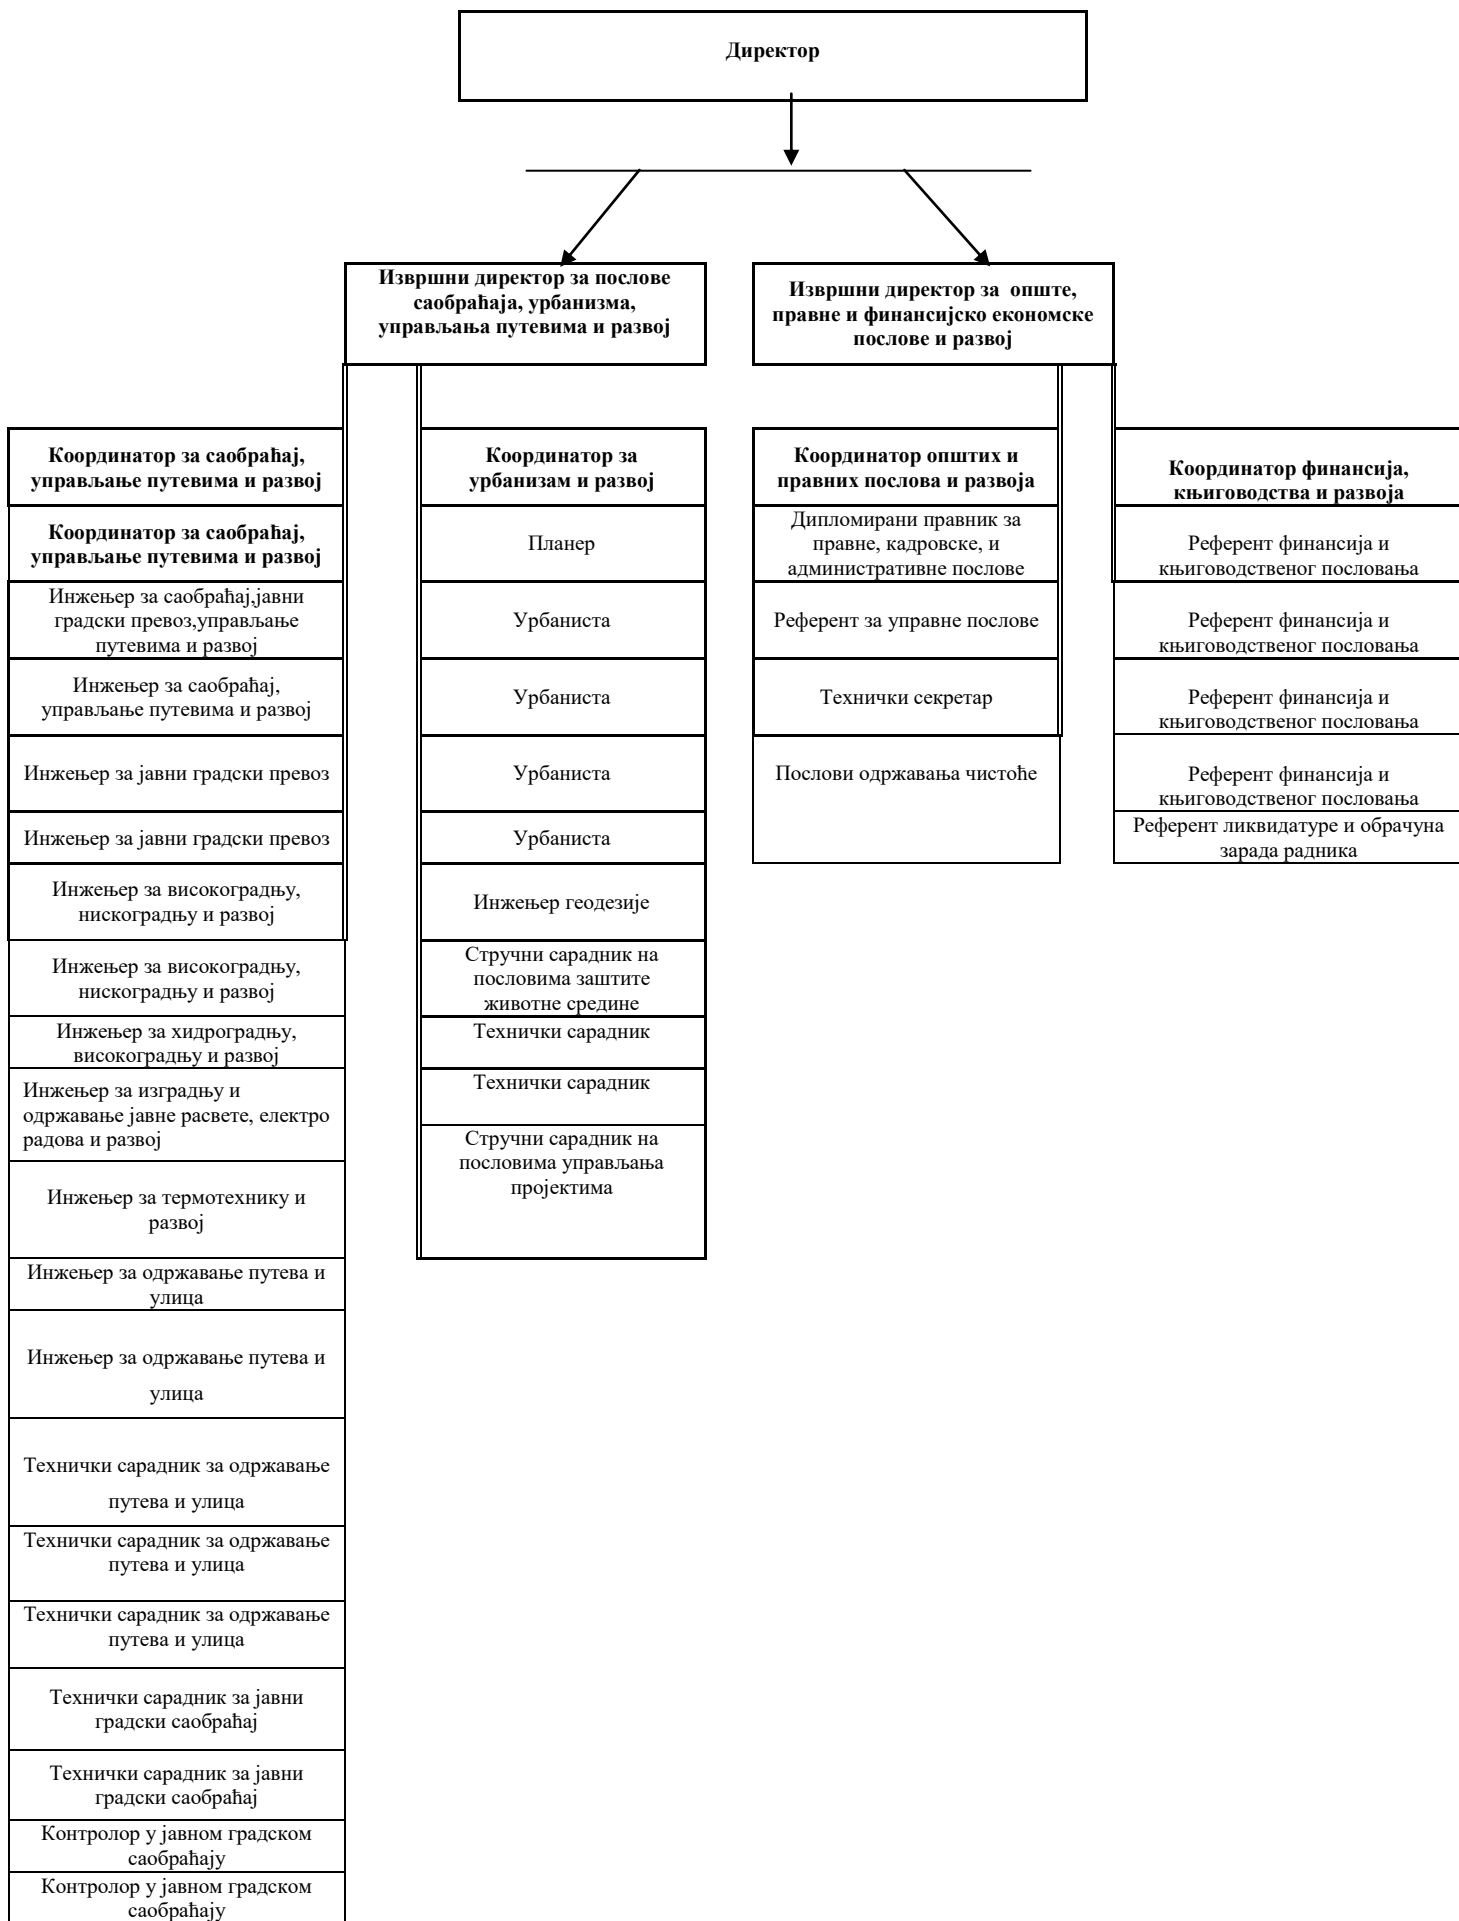 Директор
Извршни директор за послове
саобраћаја, урбанизма,
управљања путевима и развој
Извршни директор за опште,
правне и финансијско економске
послове и развој
Координатор за саобраћај,
управљање путевима и развој
Координатор за саобраћај,
управљање путевима и развој
Инжењер за саобраћај,јавни
градски превоз,управљање
путевима и развој
Инжењер за саобраћај,
управљање путевима и развој
Инжењер за јавни градски превоз
Инжењер за јавни градски превоз
Инжењер за високоградњу,
нискоградњу и развој
Инжењер за високоградњу,
нискоградњу и развој
Инжењер за хидроградњу,
високоградњу и развој
Инжењер за изградњу и
одржавање јавне расвете, електро
радова и развој
Инжењер за термотехнику и
развој
Инжењер за одржавање путева и
улица
Инжењер за одржавање путева и
улица
Технички сарадник за одржавање
путева и улица
Технички сарадник за одржавање
путева и улица
Технички сарадник за одржавање
путева и улица
Технички сарадник за јавни
градски саобраћај
Технички сарадник за јавни
градски саобраћај
Контролор у јавном градском
саобраћају
Контролор у јавном градском
саобраћају
Координатор за
урбанизам и развој
Планер
Урбаниста
Урбаниста
Урбаниста
Урбаниста
Инжењер геодезије
Стручни сарадник на
пословима заштите
животне средине
Технички сарадник
Технички сарадник
Стручни сарадник на
пословима управљања
пројектима
Координатор општих и
правних послова и развоја
Дипломирани правник за
правне, кадровске, и
административне послове
Референт за управне послове
Технички секретар
Послови одржавања чистоће
Координатор финансија,
књиговодства и развоја
Референт финансија и
књиговодственог пословања
Референт финансија и
књиговодственог пословања
Референт финансија и
књиговодственог пословања
Референт финансија и
књиговодственог пословања
Референт ликвидатуре и обрачуна
зарада радника